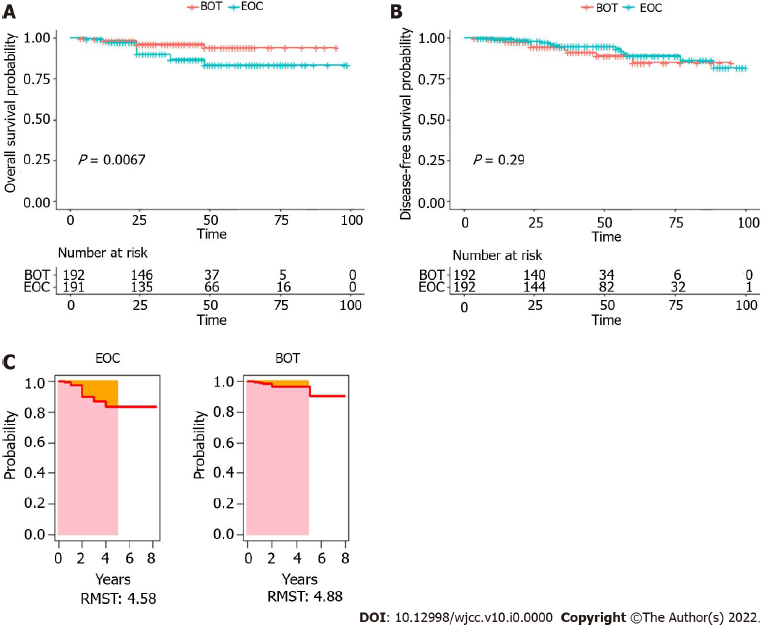 A
BOT EOC
Overall survival probability
1.00
0.75
0.50
0.25
0.00
P = 0.0067
0 25 50 75 100
Time
Number at risk
BOT 192 146 37 5 0
EOC 191 135 66 16 0
0 25 50 75 100
Time
B
BOT EOC
Disease-free survival probability
1.00
0.75
0.50
0.25
0.00
P = 0.29
0 25 50 75 100
Time
Number at risk
BOT 192 140 34 6 0
EOC 192 144 82 32 1
0 25 50 75 100
Time
C
EOC
Probability
1.0
0.8
0.6
0.4
0.2
0.0
0 2 4 6 8
Years
RMST: 4.58
BOT
Probability
1.0
0.8
0.6
0.4
0.2
0.0
0 2 4 6 8
Years
RMST: 4.88
DOI: 10.12998/wjcc.v10.i0.0000 Copyright ©The Author(s) 2022.